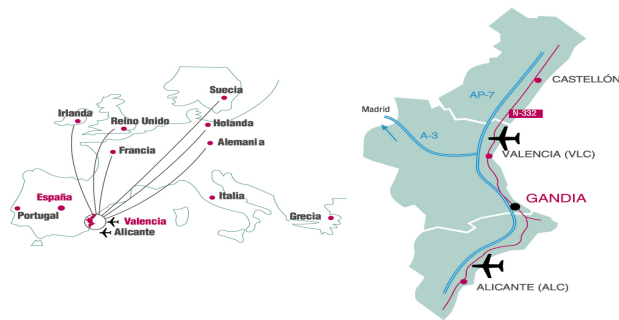 Suecia
Irlanda
Reino Unido
Holanda
Alemania
Francia
España
Italia
Portugal
Valencia
Grecia
Alicante
CASTELLÓN
AP-7
Madrid
N-332
A-3
VALENCIA (VLC)
GANDIA
ALICANTE (ALC)